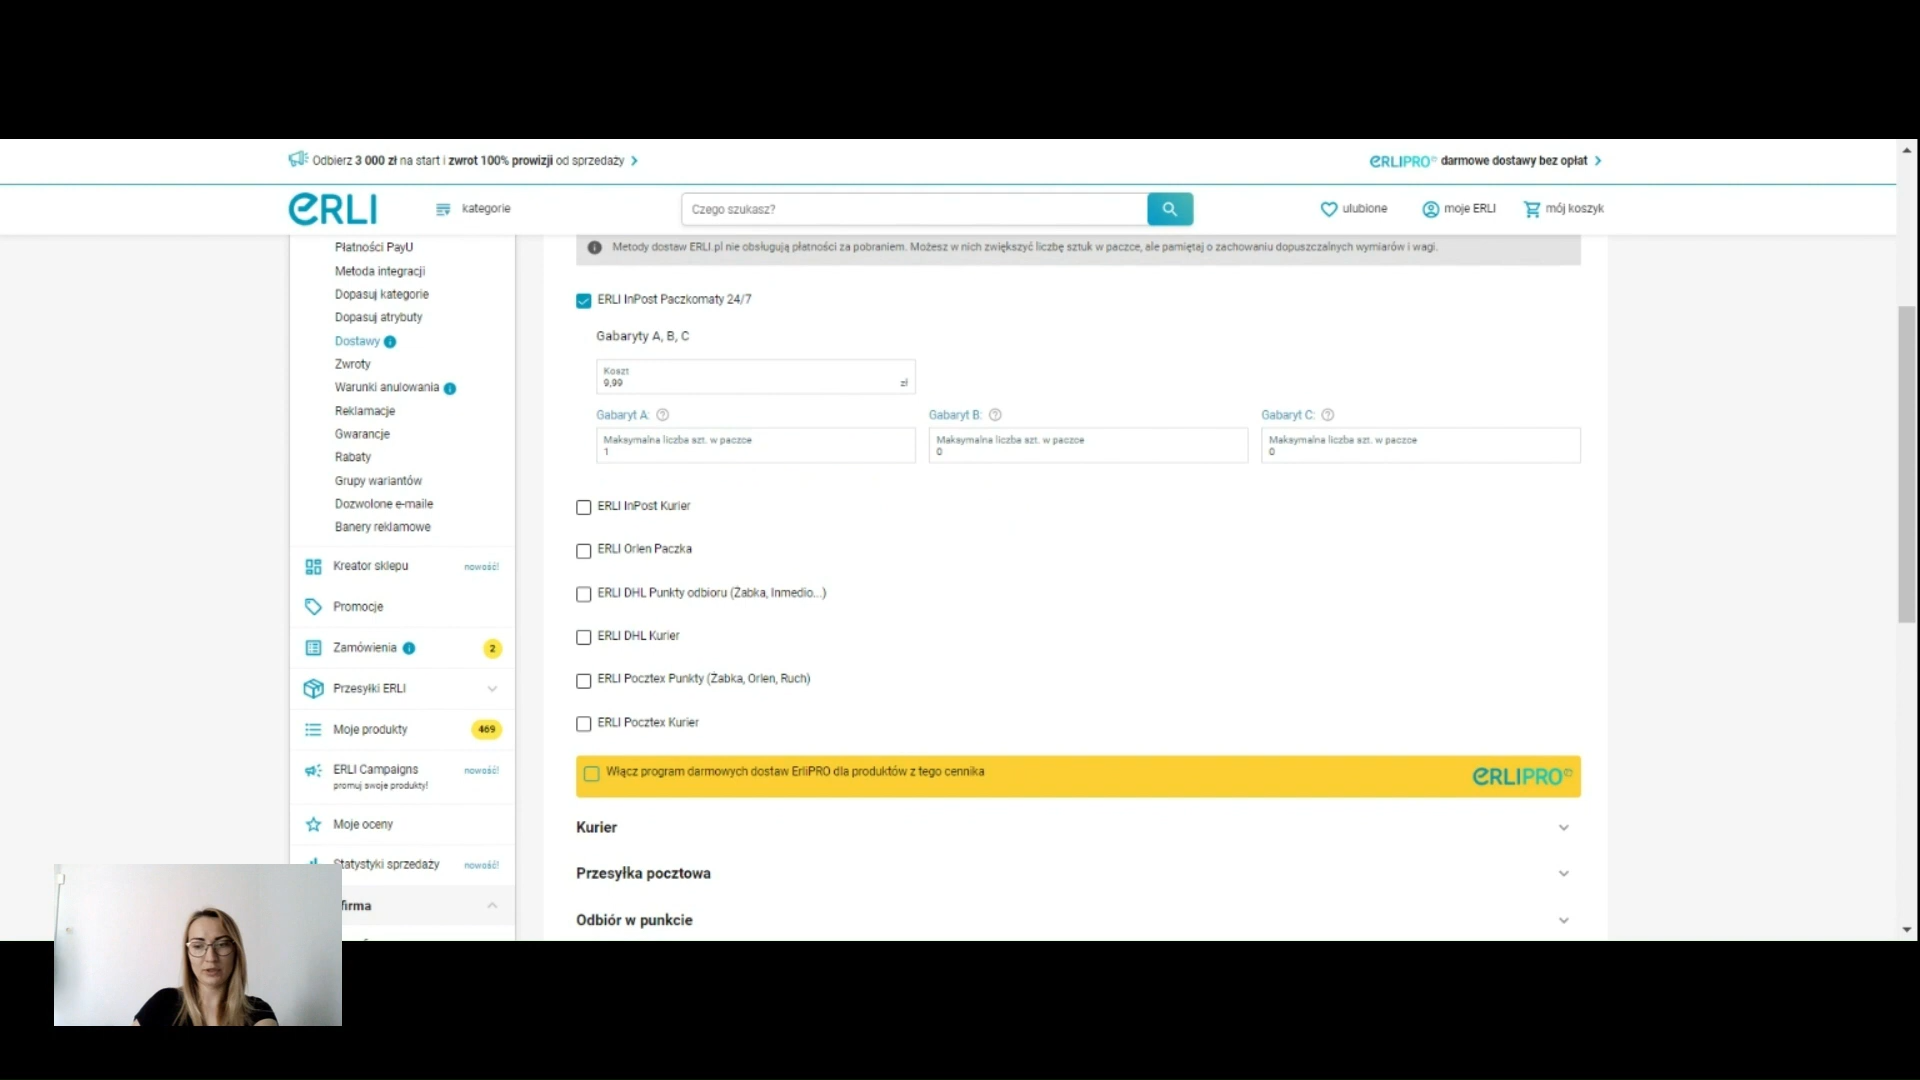 Odbierz 3 000 zł na start i zwrot 100% prowizji od sprzedaży
ERLIPRO darmowe dostawy bez opłat
ERLI
kategorie
Czego szukasz?
ulubione
moje ERLI
mój koszyk
Płatności PayU
Metoda integracji
Dopasuj kategorie
Dopasuj atrybuty
Dostawy
Zwroty
Warunki anulowania
Reklamacje
Gwarancje
Rabaty
Grupy wariantów
Dozwolone e-maile
Banery reklamowe
Kreator sklepu nowość!
Promocje
Zamówienia 2
Przesyłki ERLI
Moje produkty 469
ERLI Campaigns nowość!
promuj swoje produkty!
Moje oceny
Statystyki sprzedaży nowość!
firma
Metody dostaw ERLI.pl nie obsługują płatności za pobraniem. Możesz w nich zwiększyć liczbę sztuk w paczce, ale pamiętaj o zachowaniu dopuszczalnych wymiarów i wagi.
ERLI InPost Paczkomaty 24/7
Gabaryty A, B, C
Koszt
9,99 zł
Gabaryt A:
Maksymalna liczba szt. w paczce
1
Gabaryt B:
Maksymalna liczba szt. w paczce
0
Gabaryt C:
Maksymalna liczba szt. w paczce
0
ERLI InPost Kurier
ERLI Orlen Paczka
ERLI DHL Punkty odbioru (Żabka, Inmedio...)
ERLI DHL Kurier
ERLI Pocztex Punkty (Żabka, Orlen, Ruch)
ERLI Pocztex Kurier
Włącz program darmowych dostaw ErliPRO dla produktów z tego cennika
ERLIPRO
Kurier
Przesyłka pocztowa
Odbiór w punkcie